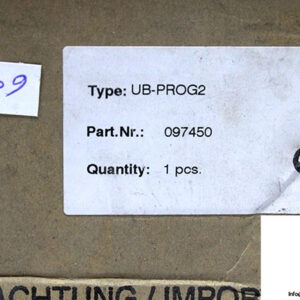 Type: UB-PROG2
Part.Nr.: 097450
Quantity: 1 pcs.